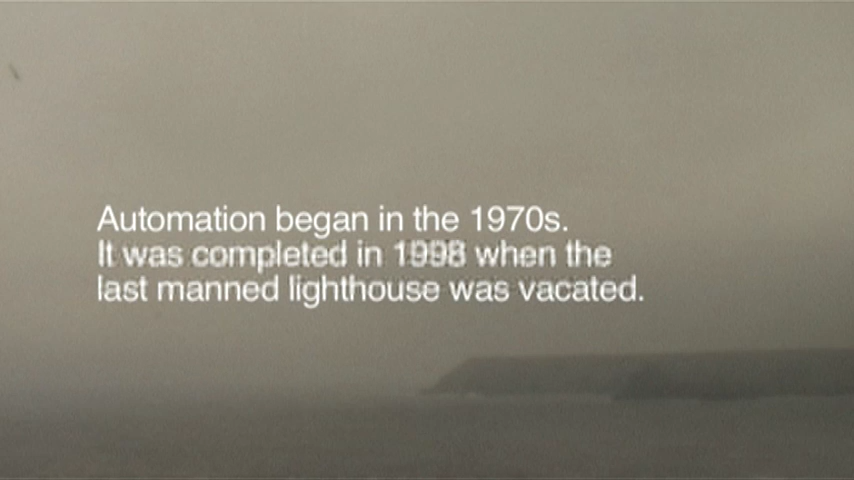 Automation began in the 1970s.
It was completed in 1998 when the
last manned lighthouse was vacated.